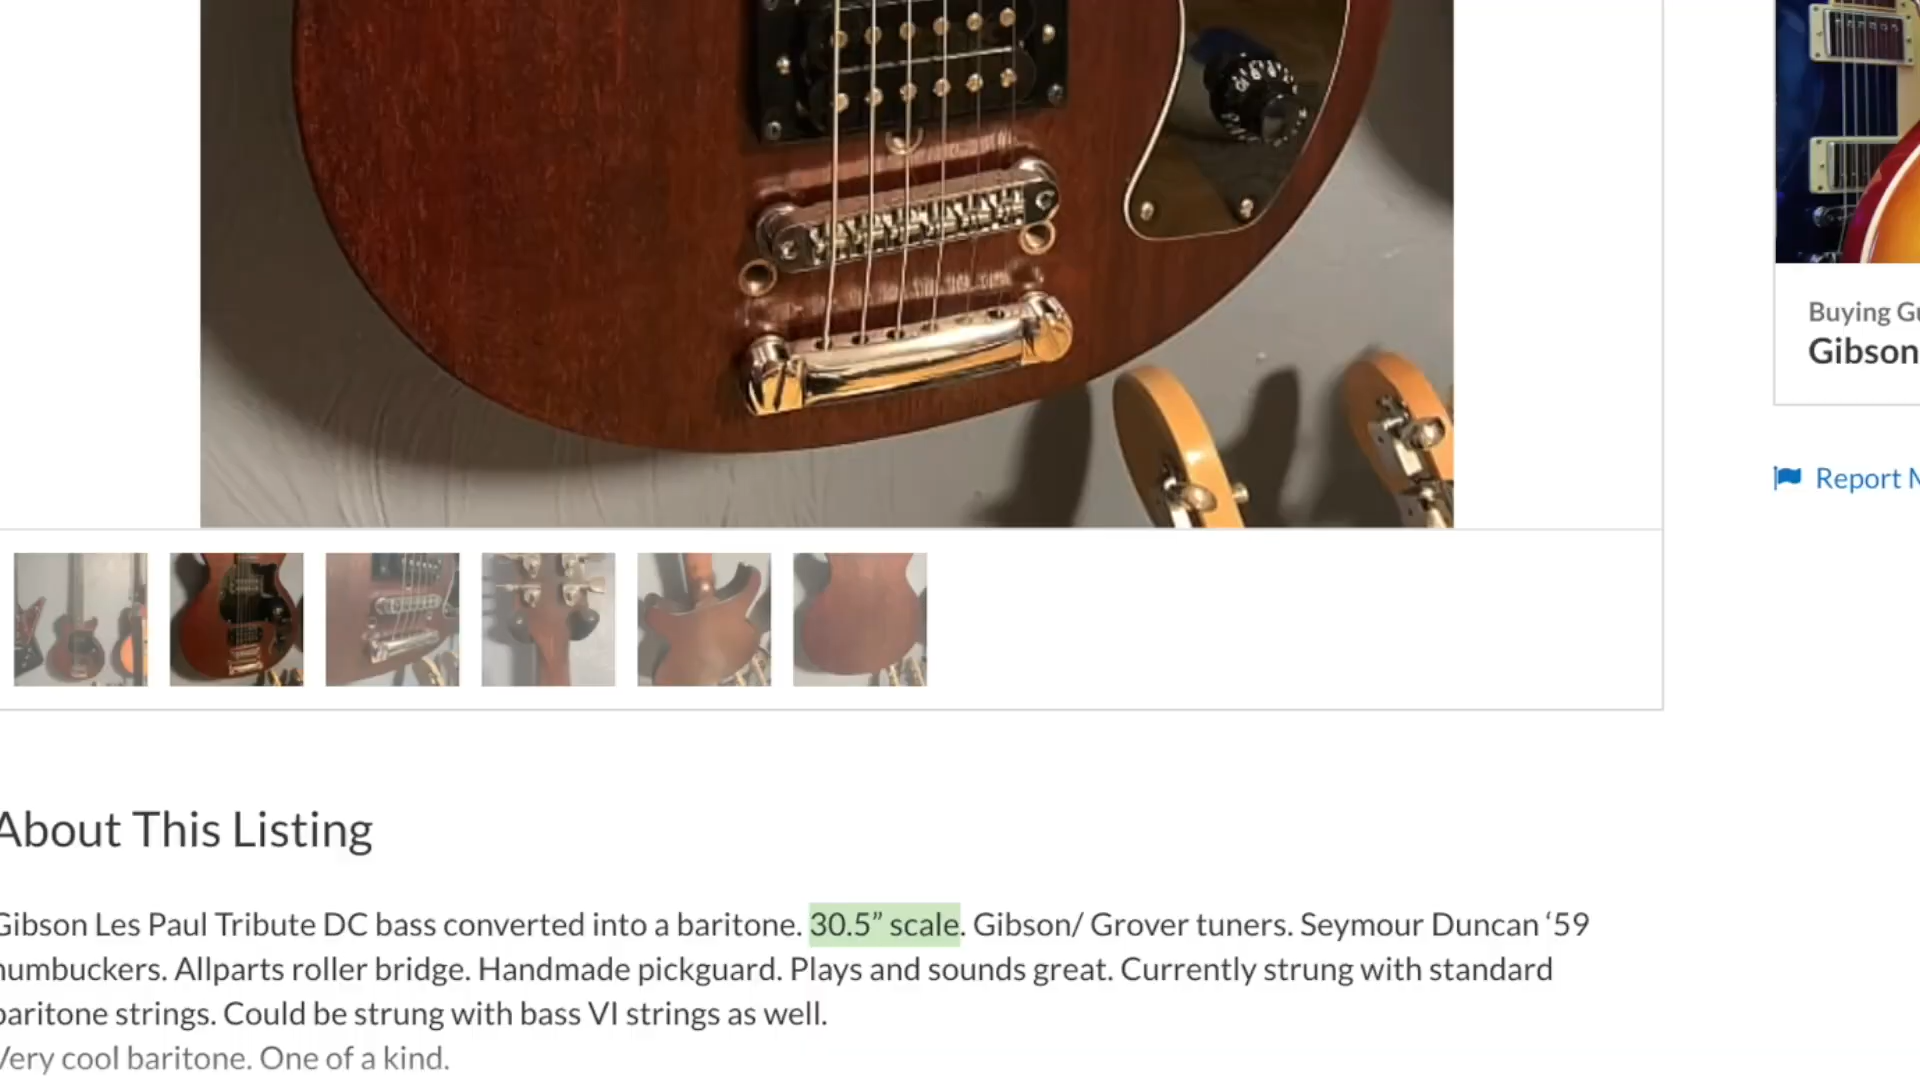 Buying Gu
Gibson
Report M
About This Listing
Gibson Les Paul Tribute DC bass converted into a baritone. 30.5” scale. Gibson/ Grover tuners. Seymour Duncan ‘59
humbuckers. Allparts roller bridge. Handmade pickguard. Plays and sounds great. Currently strung with standard
baritone strings. Could be strung with bass VI strings as well.
Very cool baritone. One of a kind.